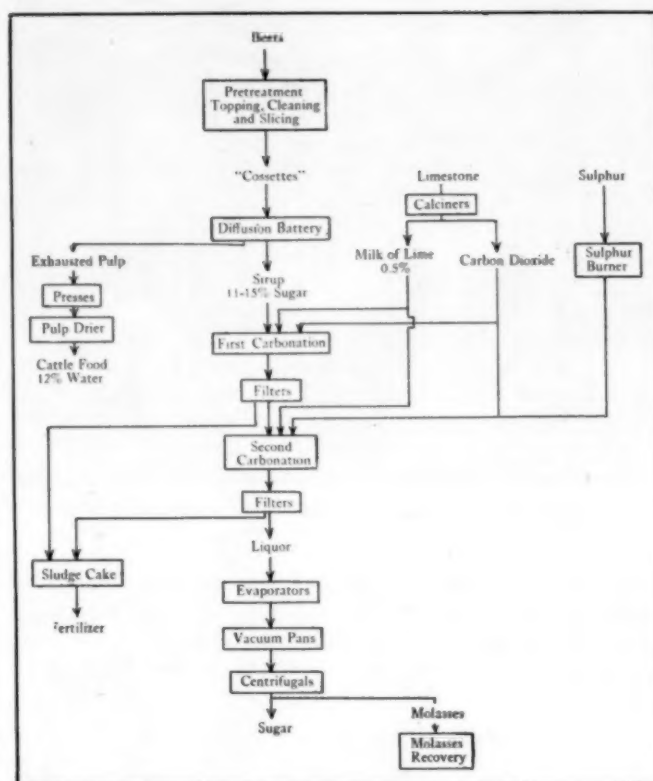 Beets
Pretreatment
Topping, Cleaning
and Slicing
"Cossettes"
Limestone
Sulphur
Calciners
Diffusion Battery
Exhausted Pulp
Sirup
11-15% Sugar
Milk of Lime
0.5%
Carbon Dioxide
Sulphur
Burner
Presses
Pulp Drier
First Carbonation
Cattle Food
12% Water
Filters
Second
Carbonation
Filters
Liquor
Sludge Cake
Evaporators
Fertilizer
Vacuum Pans
Centrifugals
Sugar
Molasses
Molasses
Recovery